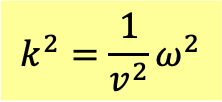 k² = 1/v² ω²